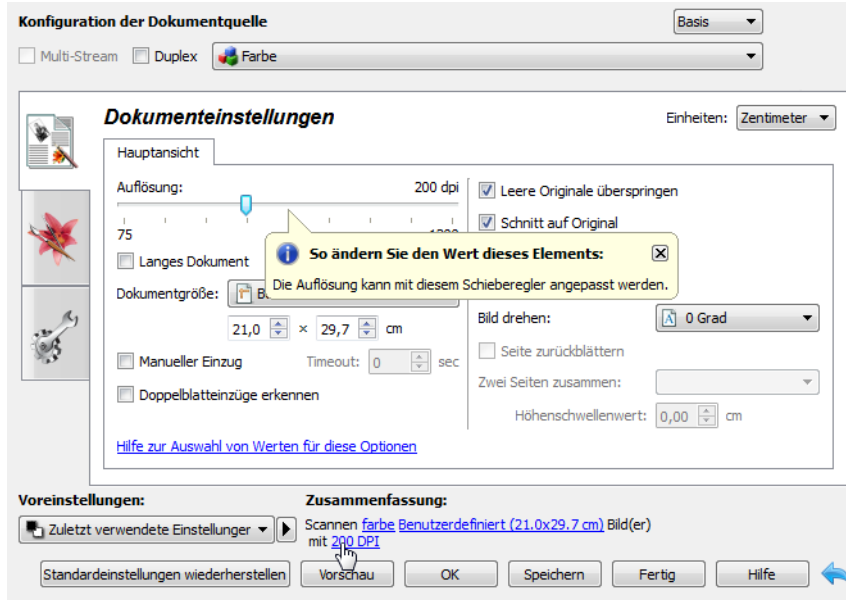 Konfiguration der Dokumentquelle
Basis
Multi-Stream
Duplex
Farbe
Dokumenteinstellungen
Einheiten:
Zentimeter
Hauptansicht
Auflösung:
200 dpi
75
Leere Originale überspringen
Schnitt auf Original
So ändern Sie den Wert dieses Elements:
Die Auflösung kann mit diesem Schieberegler angepasst werden.
Langes Dokument
Dokumentgröße:
21,0 × 29,7 cm
Bild drehen:
0 Grad
Manueller Einzug
Timeout: 0 sec
Seite zurückblättern
Doppelblatteinzüge erkennen
Zwei Seiten zusammen:
Höhenschwellenwert: 0,00 cm
Hilfe zur Auswahl von Werten für diese Optionen
Voreinstellungen:
Zuletzt verwendete Einstellungen
Zusammenfassung:
Scannen farbe Benutzerdefiniert (21.0x29.7 cm) Bild(er)
mit 200 DPI
Standardeinstellungen wiederherstellen
Vorschau
OK
Speichern
Fertig
Hilfe